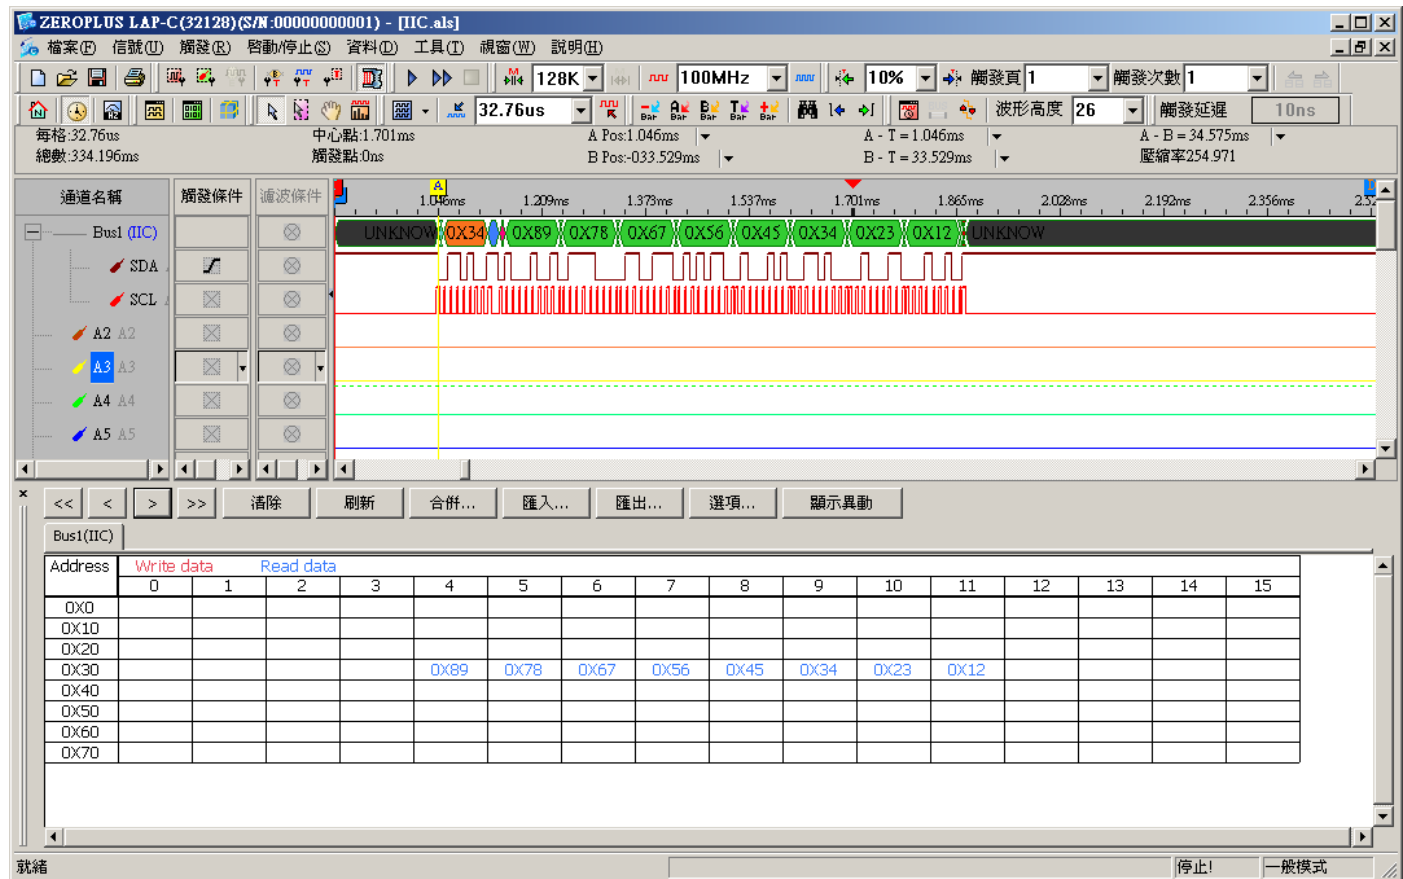 ZEROPLUS LAP-C(32128)(S/N:00000000001) - [IIC.als]
檔案(F) 信號(U) 觸發(R) 啓動/停止(S) 資料(D) 工具(T) 視窗(W) 說明(H)
128K 100MHz 10% 觸發頁 1 觸發次數 1
32.76us Bar Bar Bar Bar Bar 波形高度 26 觸發延遲 10ns
每格:32.76us 中心點:1.701ms A Pos:1.046ms A - T = 1.046ms A - B = 34.575ms
總數:334.196ms 觸發點:0ns B Pos:-033.529ms B - T = 33.529ms 壓縮率254.971
通道名稱 觸發條件 濾波條件 A 1.046ms 1.209ms 1.373ms 1.537ms 1.701ms 1.865ms 2.028ms 2.192ms 2.356ms
Bus1 (IIC) UNKNOW 0X34 0X89 0X78 0X67 0X56 0X45 0X34 0X23 0X12 UNKNOW
SDA
SCL
A2 A2
A3 A3
A4 A4
A5 A5
<< < > >> 清除 刷新 合併... 匯入... 匯出... 選項... 顯示異動
Bus1(IIC)
Address Write data Read data
0 1 2 3 4 5 6 7 8 9 10 11 12 13 14 15
0X0
0X10
0X20
0X30 0X89 0X78 0X67 0X56 0X45 0X34 0X23 0X12
0X40
0X50
0X60
0X70
就緒 停止! 一般模式